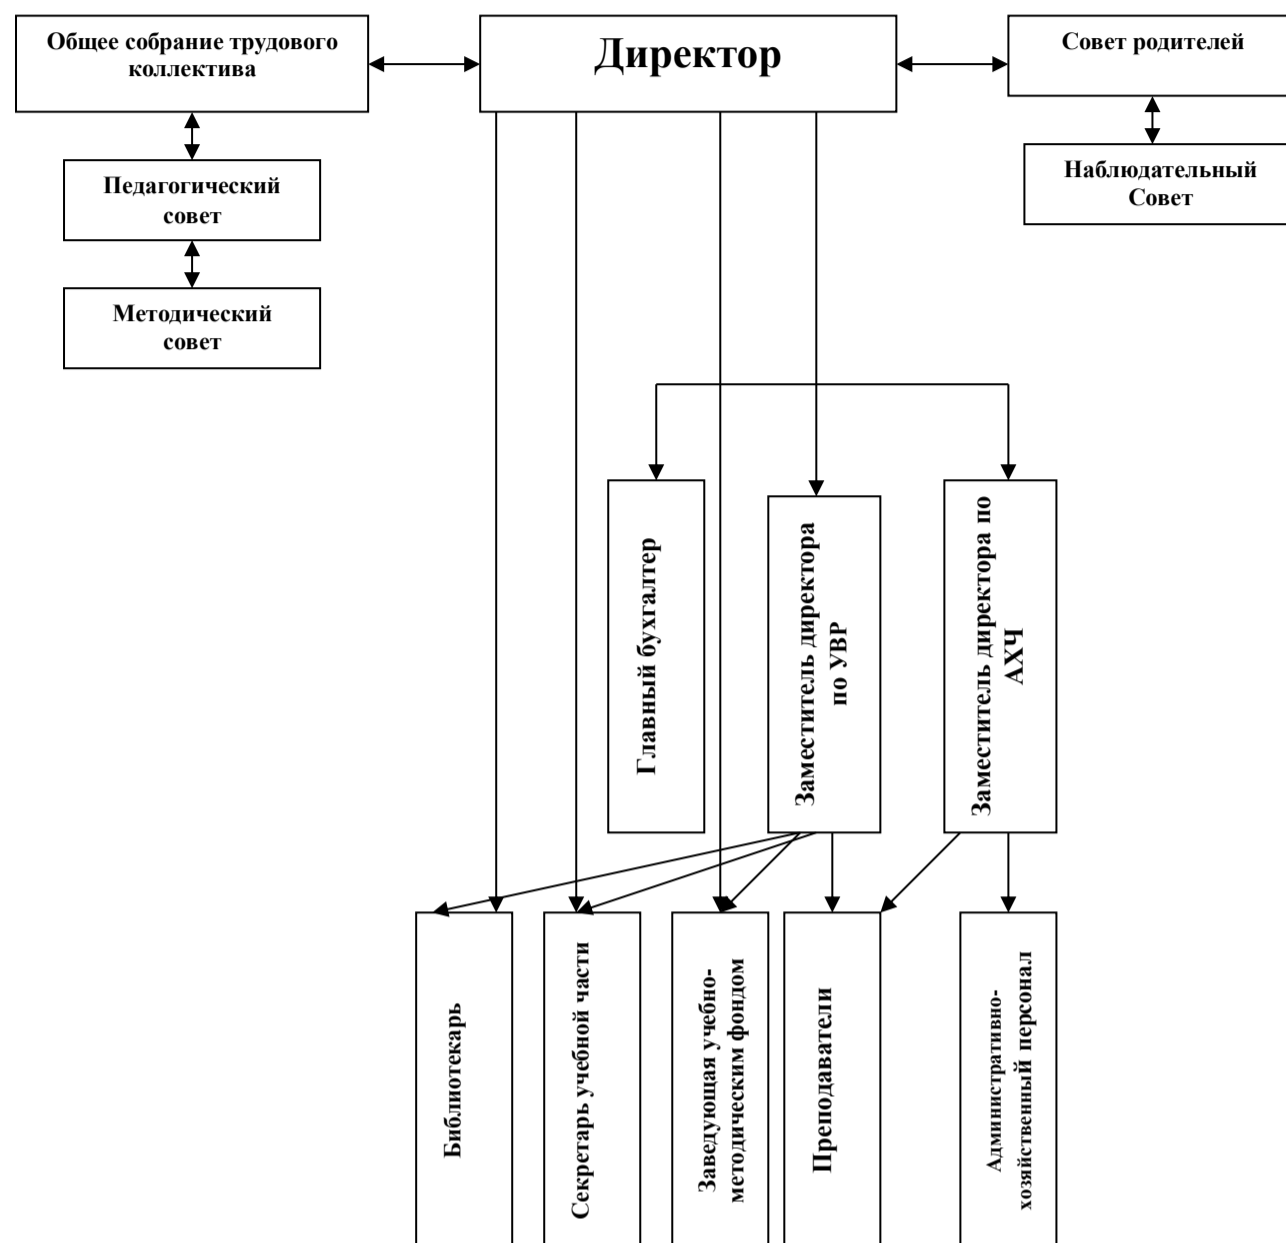 Общее собрание трудового
коллектива
Директор
Совет родителей
Педагогический
совет
Наблюдательный
Совет
Методический
совет
Главный бухгалтер
Заместитель директора
по УВР
Заместитель директора по
АХЧ
Библиотекарь
Секретарь учебной части
Заведующая учебно-
методическим фондом
Преподаватели
Административно-
хозяйственный персонал